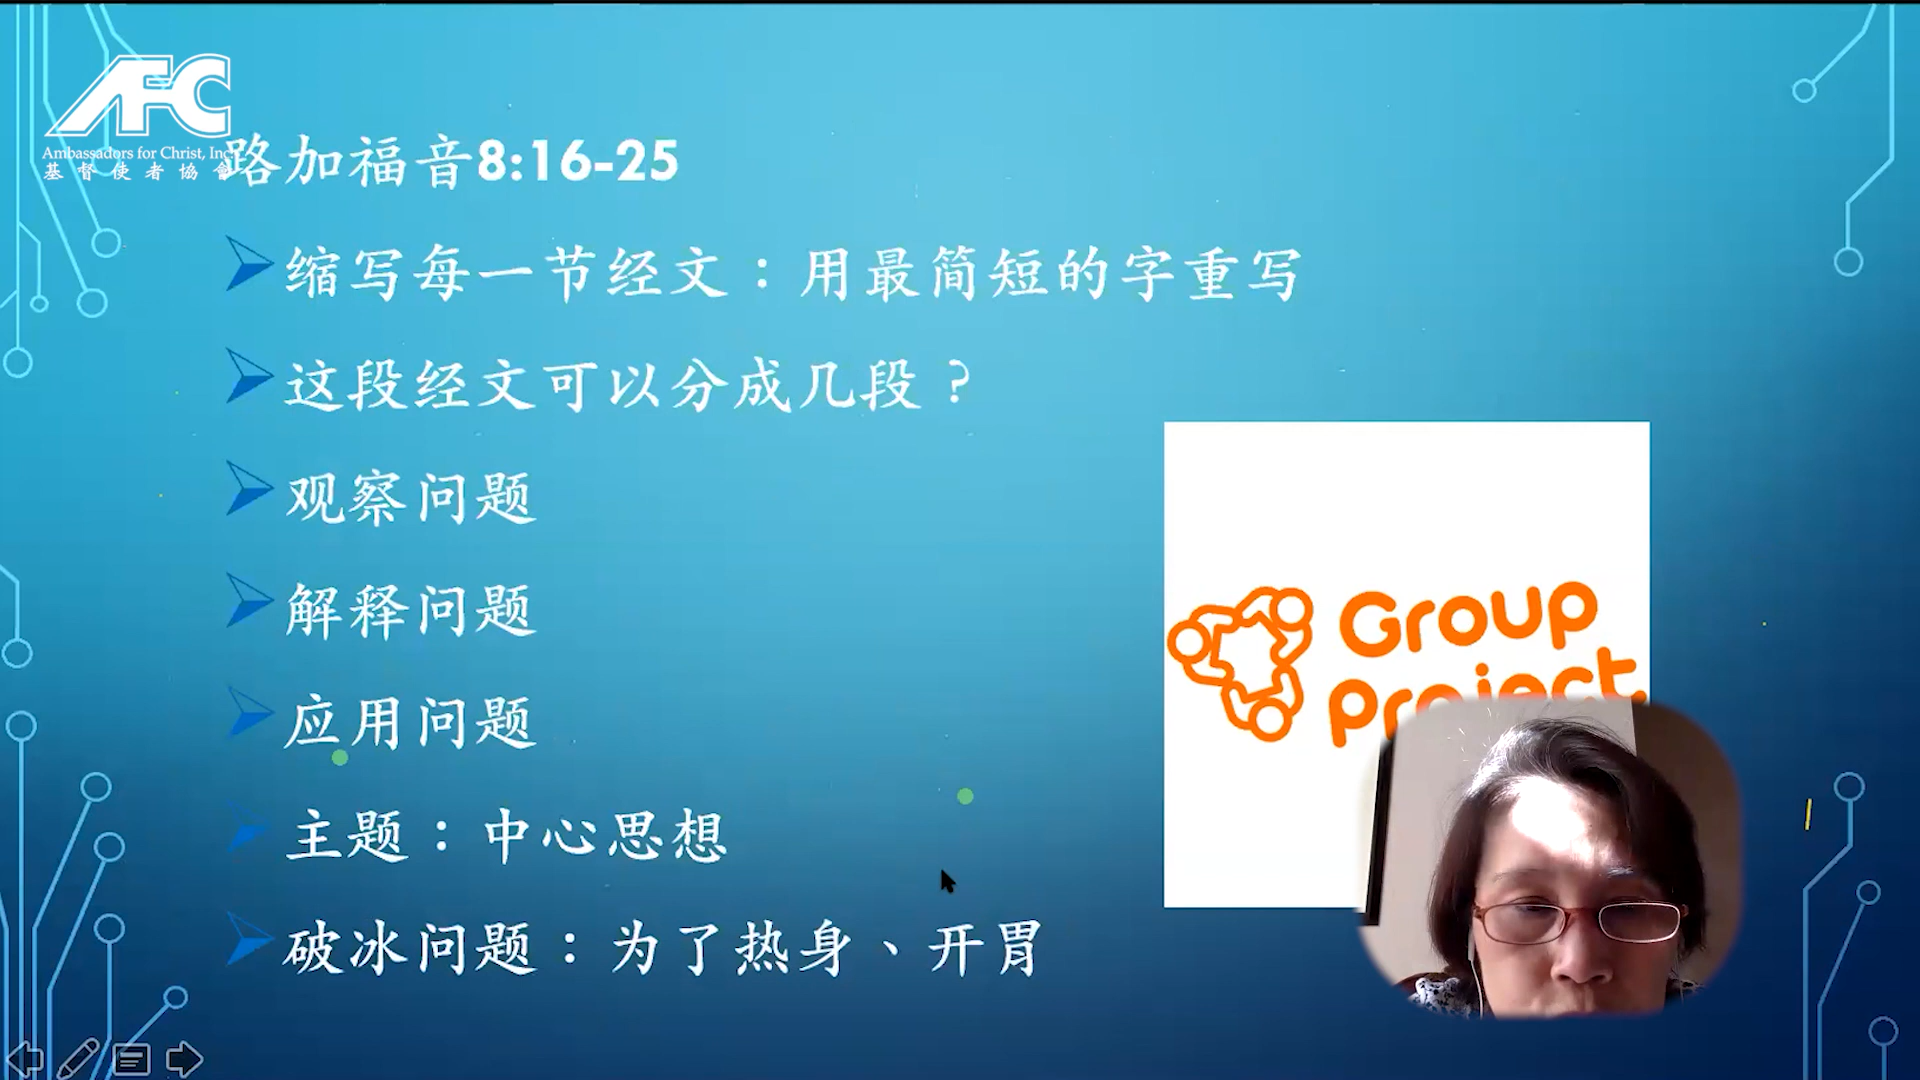 AFC
Ambassadors for Christ, Inc.
基督使者協會
路加福音8:16-25
缩写每一节经文：用最简短的字重写
这段经文可以分成几段？
观察问题
解释问题
应用问题
主题：中心思想
破冰问题：为了热身、开胃
Group
Project